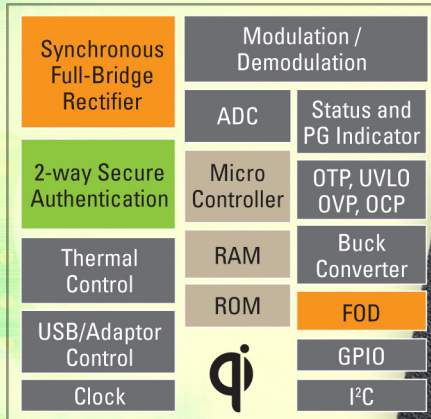 Synchronous
Full-Bridge
Rectifier
Modulation /
Demodulation
ADC
Status and
PG Indicator
2-way Secure
Authentication
Micro
Controller
OTP, UVLO
OVP, OCP
Thermal
Control
RAM
Buck
Converter
ROM
FOD
USB/Adaptor
Control
qi
GPIO
Clock
I²C